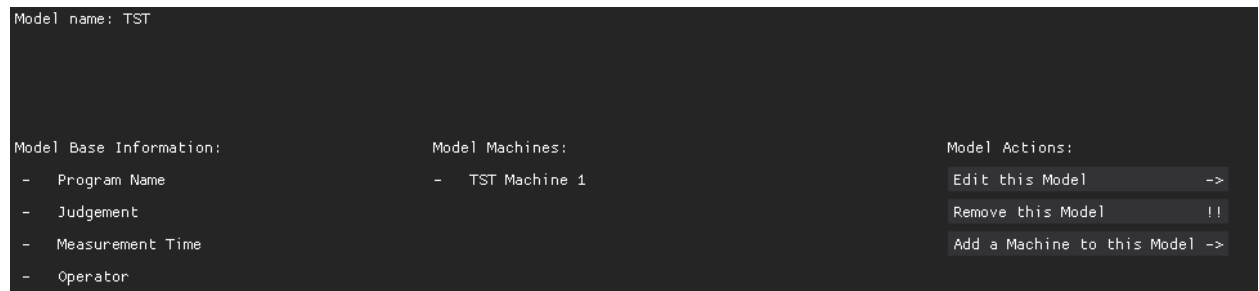 Model name: TST
Model Base Information:
- Program Name
- Judgement
- Measurement Time
- Operator
Model Machines:
- TST Machine 1
Model Actions:
Edit this Model ->
Remove this Model !!
Add a Machine to this Model ->